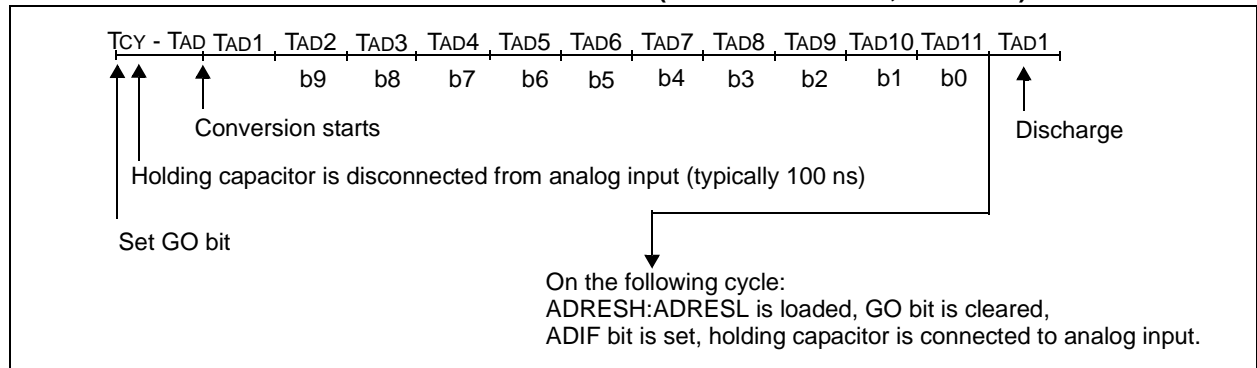 TCY - TAD TAD1 TAD2 TAD3 TAD4 TAD5 TAD6 TAD7 TAD8 TAD9 TAD10 TAD11 TAD1
b9 b8 b7 b6 b5 b4 b3 b2 b1 b0
Conversion starts
Discharge
Holding capacitor is disconnected from analog input (typically 100 ns)
Set GO bit
On the following cycle:
ADRESH:ADRESL is loaded, GO bit is cleared,
ADIF bit is set, holding capacitor is connected to analog input.